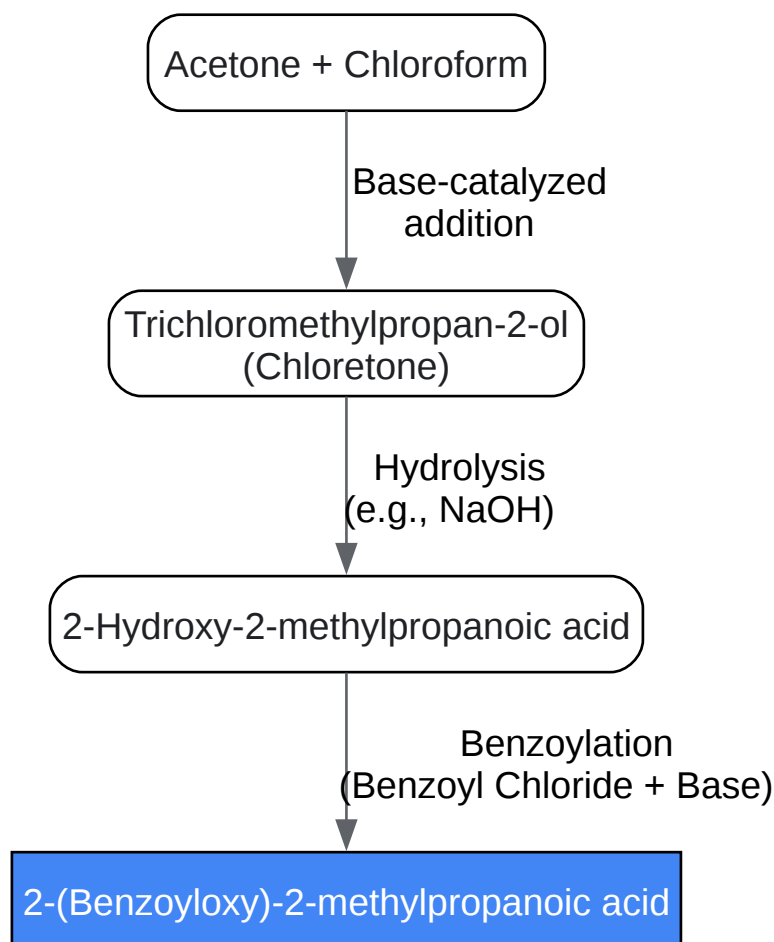 Acetone + Chloroform
Base-catalyzed
addition
Trichloromethylpropan-2-ol
(Chloretone)
Hydrolysis
(e.g., NaOH)
2-Hydroxy-2-methylpropanoic acid
Benzoylation
(Benzoyl Chloride + Base)
2-(Benzoyloxy)-2-methylpropanoic acid